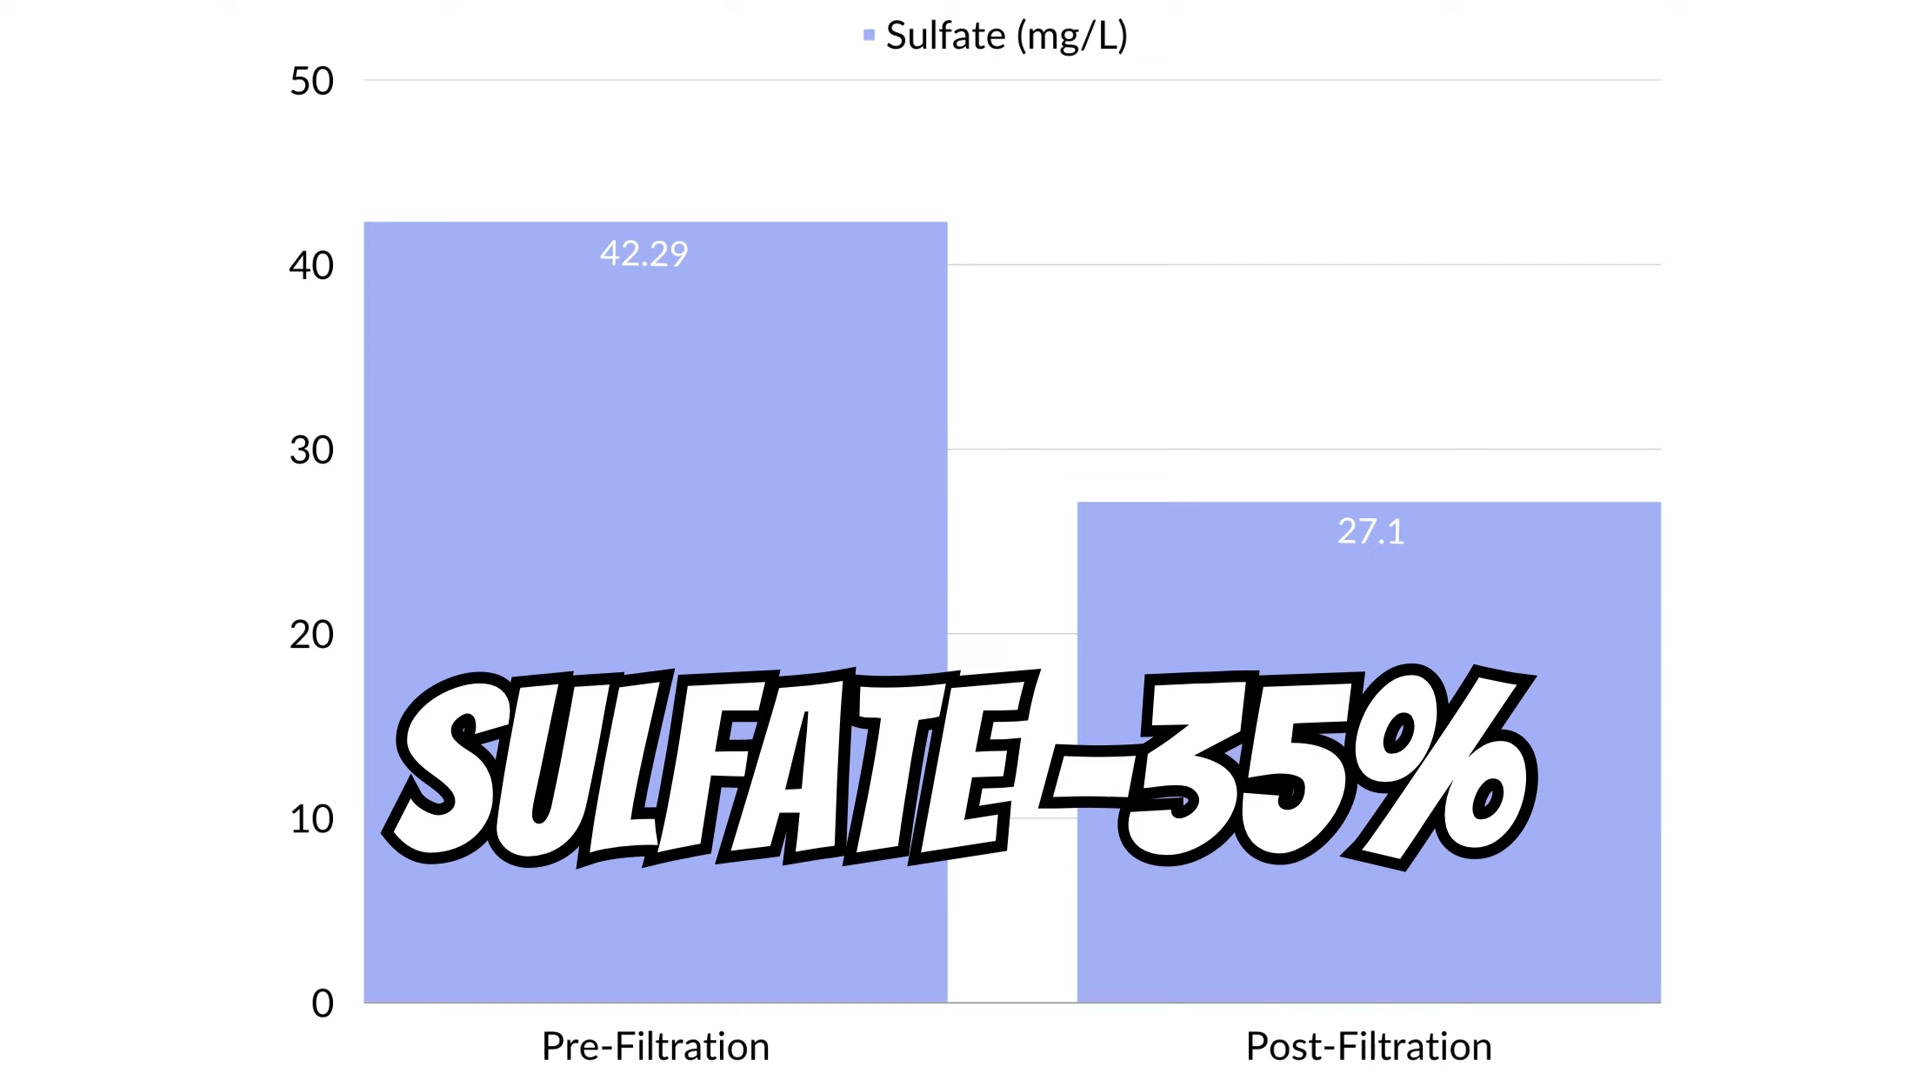 Sulfate (mg/L)
50
42.29
40
30
27.1
20
SULFATE -35%
10
0
Pre-Filtration
Post-Filtration